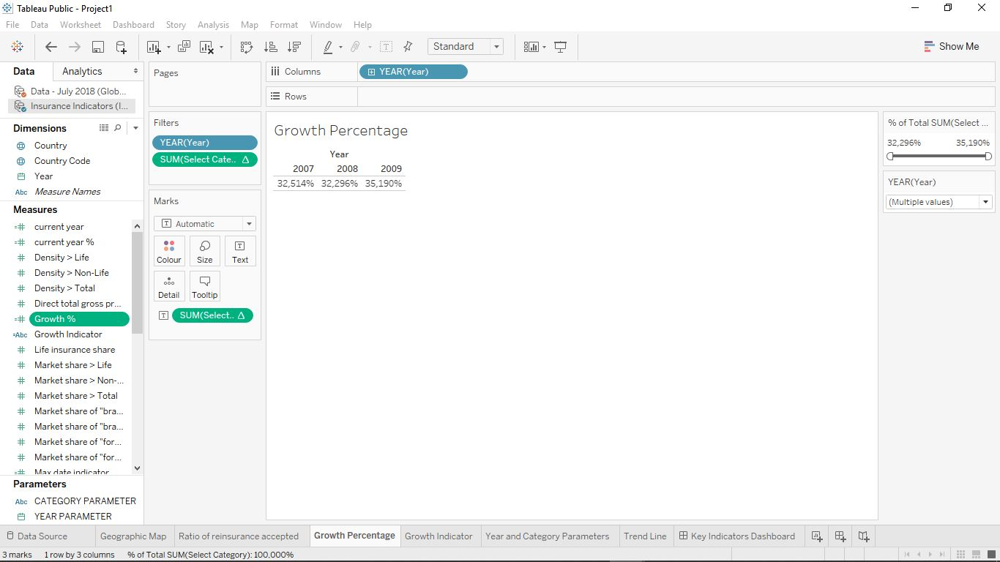 Tableau Public - Project1
File Data Worksheet Dashboard Story Analysis Map Format Window Help
Standard
Show Me
Data Analytics
Data - July 2018 (Glob...
Insurance Indicators (I...
Dimensions
Country
Country Code
Year
Abc Measure Names
Measures
current year
current year %
Density > Life
Density > Non-Life
Density > Total
Direct total gross pr...
Growth %
=Abc Growth Indicator
Life insurance share
Market share > Life
Market share > Non-...
Market share > Total
Market share of "bra...
Market share of "bra...
Market share of "for...
Market share of "for...
Max date indicator
Parameters
Abc CATEGORY PARAMETER
YEAR PARAMETER
Pages
Filters
YEAR(Year)
SUM(Select Cate.. Δ
Marks
T Automatic
Colour Size Text
Detail Tooltip
T SUM(Select.. Δ
Columns YEAR(Year)
Rows
Growth Percentage
Year
2007 2008 2009
32,514% 32,296% 35,190%
% of Total SUM(Select ...
32,296% 35,190%
YEAR(Year)
(Multiple values)
Data Source Geographic Map Ratio of reinsurance accepted Growth Percentage Growth Indicator Year and Category Parameters Trend Line Key Indicators Dashboard
3 marks 1 row by 3 columns % of Total SUM(Select Category): 100,000%